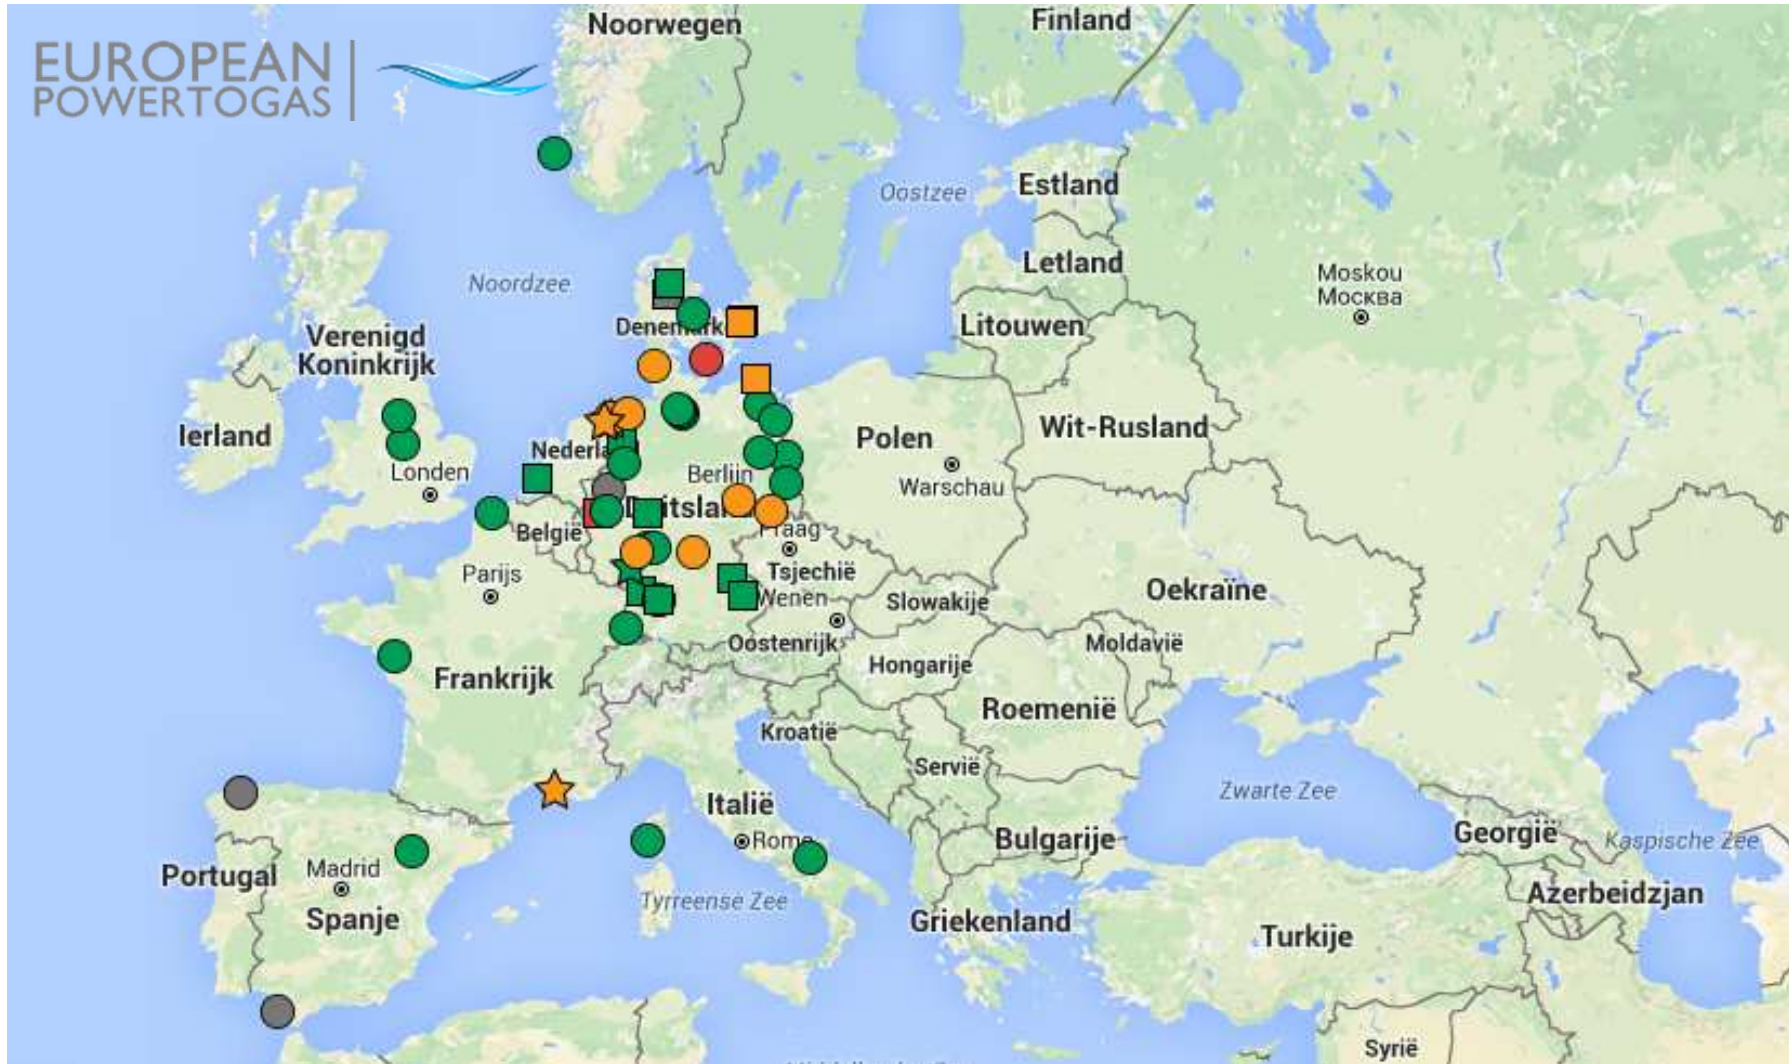 EUROPEAN
POWERTOGAS
Noorwegen
Finland
Oostzee
Estland
Letland
Moskou
Москва
Noordzee
Litouwen
Verenigd
Koninkrijk
Wit-Rusland
Ierland
Polen
Londen
Berlijn
Warschau
België
Parijs
Tsjechië
Oekraïne
Wenen
Slowakije
Oostenrijk
Moldavië
Hongarije
Frankrijk
Roemenië
Kroatië
Servië
Zwarte Zee
Italië
Georgië
Kaspische Zee
Bulgarije
Portugal
Madrid
Tyrreense Zee
Azerbeidzjan
Spanje
Griekenland
Turkije
Syrië